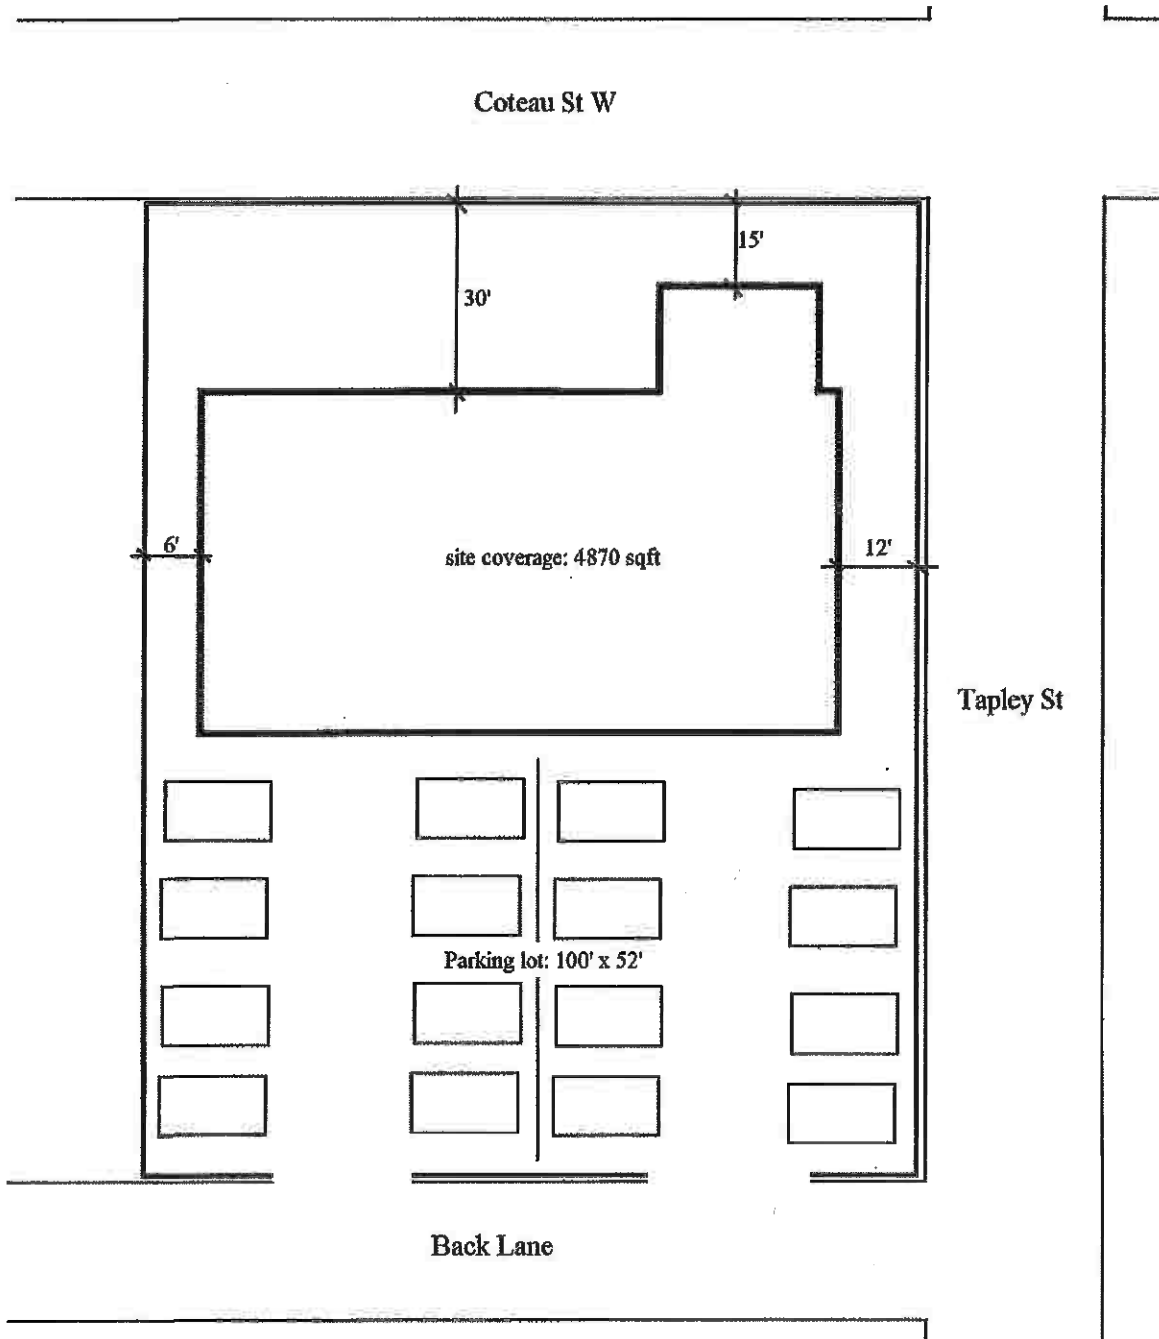 Coteau St W
15'
30'
6'
site coverage: 4870 sqft
12'
Tapley St
Parking lot: 100' x 52'
Back Lane